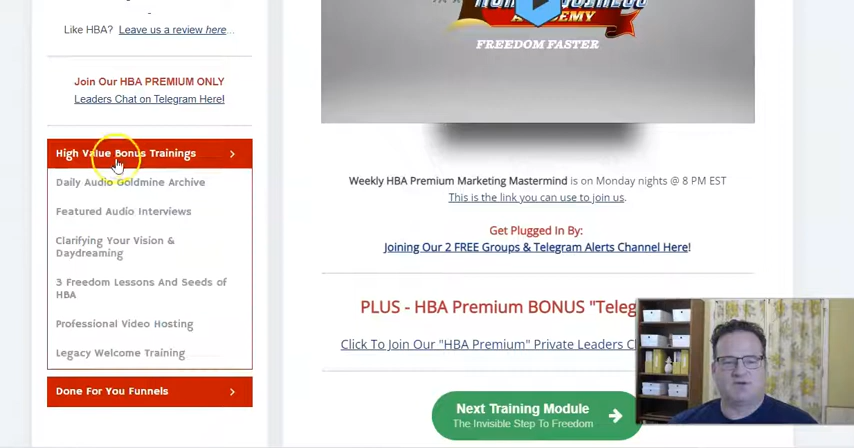 Like HBA? Leave us a review here...
Join Our HBA PREMIUM ONLY
Leaders Chat on Telegram Here!
High Value Bonus Trainings
Daily Audio Goldmine Archive
Featured Audio Interviews
Clarifying Your Vision &
Daydreaming
3 Freedom Lessons And Seeds of
HBA
Professional Video Hosting
Legacy Welcome Training
Done For You Funnels
ACADEMY
FREEDOM FASTER
Weekly HBA Premium Marketing Mastermind is on Monday nights @ 8 PM EST
This is the link you can use to join us.
Get Plugged In By:
Joining Our 2 FREE Groups & Telegram Alerts Channel Here!
PLUS - HBA Premium BONUS "Teleg
Click To Join Our "HBA Premium" Private Leaders C
Next Training Module
The Invisible Step To Freedom